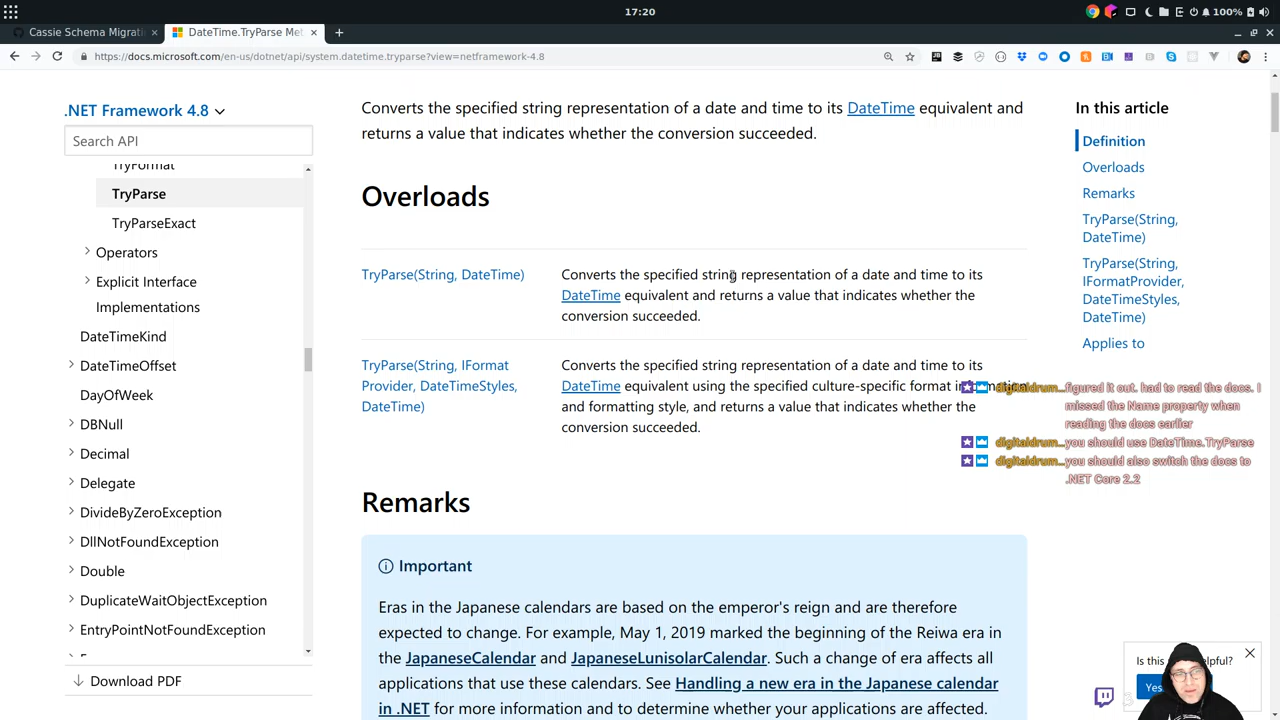 17:20
100%
Cassie Schema Migrati
DateTime.TryParse Met
https://docs.microsoft.com/en-us/dotnet/api/system.datetime.tryparse?view=netframework-4.8
.NET Framework 4.8
Search API
TryFormat
TryParse
TryParseExact
Operators
Explicit Interface
Implementations
DateTimeKind
DateTimeOffset
DayOfWeek
DBNull
Decimal
Delegate
DivideByZeroException
DllNotFoundException
Double
DuplicateWaitObjectException
EntryPointNotFoundException
Download PDF
Converts the specified string representation of a date and time to its DateTime equivalent and
returns a value that indicates whether the conversion succeeded.
Overloads
TryParse(String, DateTime)
Converts the specified string representation of a date and time to its
DateTime equivalent and returns a value that indicates whether the
conversion succeeded.
TryParse(String, IFormat
Provider, DateTimeStyles,
DateTime)
Converts the specified string representation of a date and time to its
DateTime equivalent using the specified culture-specific format information
and formatting style, and returns a value that indicates whether the
conversion succeeded.
Remarks
Important
Eras in the Japanese calendars are based on the emperor's reign and are therefore
expected to change. For example, May 1, 2019 marked the beginning of the Reiwa era in
the JapaneseCalendar and JapaneseLunisolarCalendar. Such a change of era affects all
applications that use these calendars. See Handling a new era in the Japanese calendar
in .NET for more information and to determine whether your applications are affected.
In this article
Definition
Overloads
Remarks
TryParse(String,
DateTime)
TryParse(String,
IFormatProvider,
DateTimeStyles,
DateTime)
Applies to
digitaldrum... figured it out. had to read the docs. I
missed the Name property when
reading the docs earlier
digitaldrum... you should use DateTime.TryParse
digitaldrum... you should also switch the docs to
.NET Core 2.2
Is this helpful?
Yes